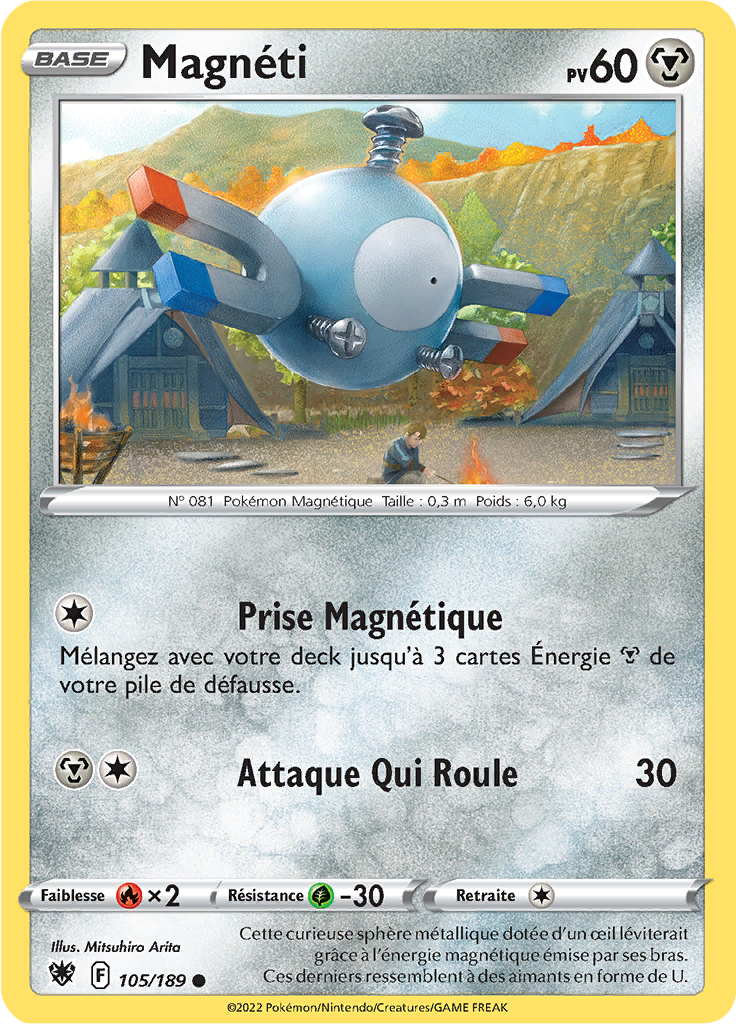 BASE
Magnéti
PV60
N° 081 Pokémon Magnétique Taille : 0,3 m Poids : 6,0 kg
Prise Magnétique
Mélangez avec votre deck jusqu'à 3 cartes Énergie de
votre pile de défausse.
Attaque Qui Roule 30
Faiblesse ×2 Résistance -30 Retraite
Illus. Mitsuhiro Arita
Cette curieuse sphère métallique dotée d'un œil léviterait
grâce à l'énergie magnétique émise par ses bras.
Ces derniers ressemblent à des aimants en forme de U.
F 105/189
©2022 Pokémon/Nintendo/Creatures/GAME FREAK